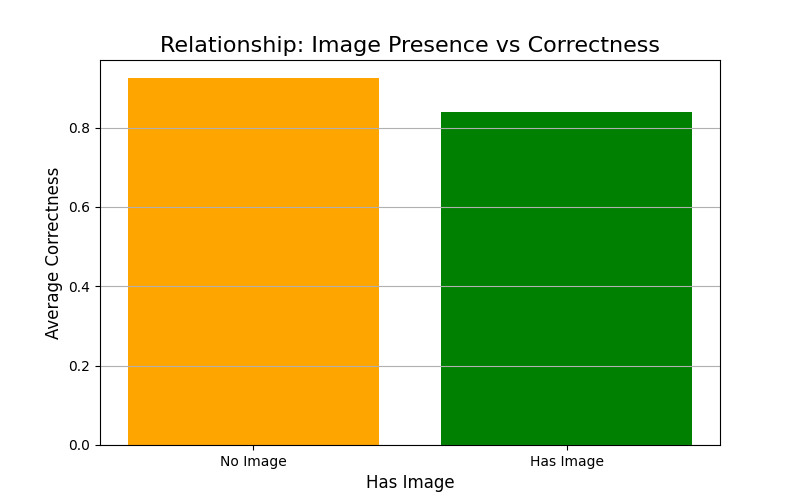 Relationship: Image Presence vs Correctness
Average Correctness
0.8
0.6
0.4
0.2
0.0
No Image
Has Image
Has Image